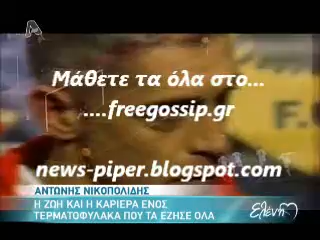 Μάθετε τα όλα στο...
....freegossip.gr
F.C
news-piper.blogspot.com
ΑΝΤΩΝΗΣ ΝΙΚΟΠΟΛΙΔΗΣ
Η ΖΩΗ ΚΑΙ Η ΚΑΡΙΕΡΑ ΕΝΟΣ
ΤΕΡΜΑΤΟΦΥΛΑΚΑ ΠΟΥ ΤΑ ΕΖΗΣΕ ΟΛΑ
Ελένη